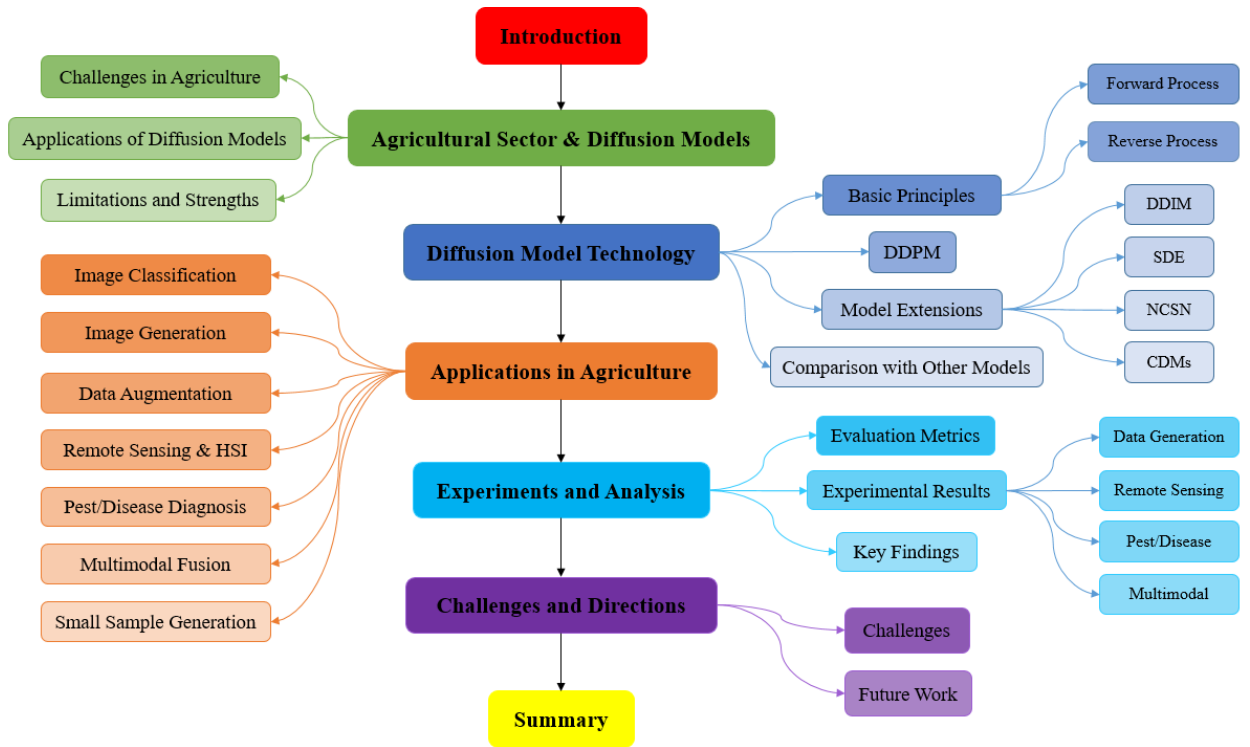 Introduction
Agricultural Sector & Diffusion Models
Challenges in Agriculture
Applications of Diffusion Models
Limitations and Strengths
Diffusion Model Technology
Basic Principles
Forward Process
Reverse Process
DDPM
Model Extensions
DDIM
SDE
NCSN
CDMs
Comparison with Other Models
Applications in Agriculture
Image Classification
Image Generation
Data Augmentation
Remote Sensing & HSI
Pest/Disease Diagnosis
Multimodal Fusion
Small Sample Generation
Experiments and Analysis
Evaluation Metrics
Experimental Results
Data Generation
Remote Sensing
Pest/Disease
Multimodal
Key Findings
Challenges and Directions
Challenges
Future Work
Summary